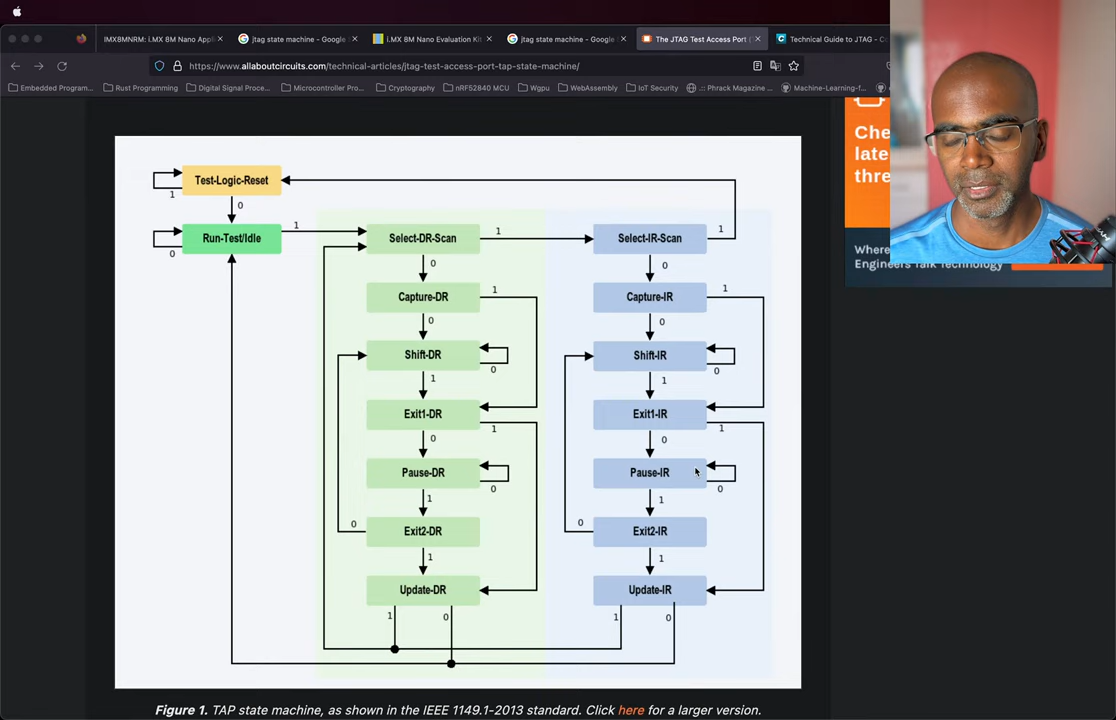 IMX8MNRM: i.MX 8M Nano Appli
jtag state machine - Google
i.MX 8M Nano Evaluation Kit
jtag state machine - Google
The JTAG Test Access Port (
Technical Guide to JTAG - C
https://www.allaboutcircuits.com/technical-articles/jtag-test-access-port-tap-state-machine/
Embedded Program...
Rust Programming
Digital Signal Proce...
Microcontroller Pro...
Cryptography
nRF52840 MCU
Wgpu
WebAssembly
IoT Security
.:: Phrack Magazine ...
Machine-Learning-f...
Che
late
thre
Where
Engineers Talk Technology
Test-Logic-Reset
1
0
Run-Test/Idle
1
0
Select-DR-Scan
1
0
Capture-DR
1
0
Shift-DR
0
1
Exit1-DR
1
0
Pause-DR
0
1
Exit2-DR
0
1
Update-DR
1
0
Select-IR-Scan
1
0
Capture-IR
1
0
Shift-IR
0
1
Exit1-IR
1
0
Pause-IR
0
1
Exit2-IR
0
1
Update-IR
1
0
Figure 1. TAP state machine, as shown in the IEEE 1149.1-2013 standard. Click here for a larger version.